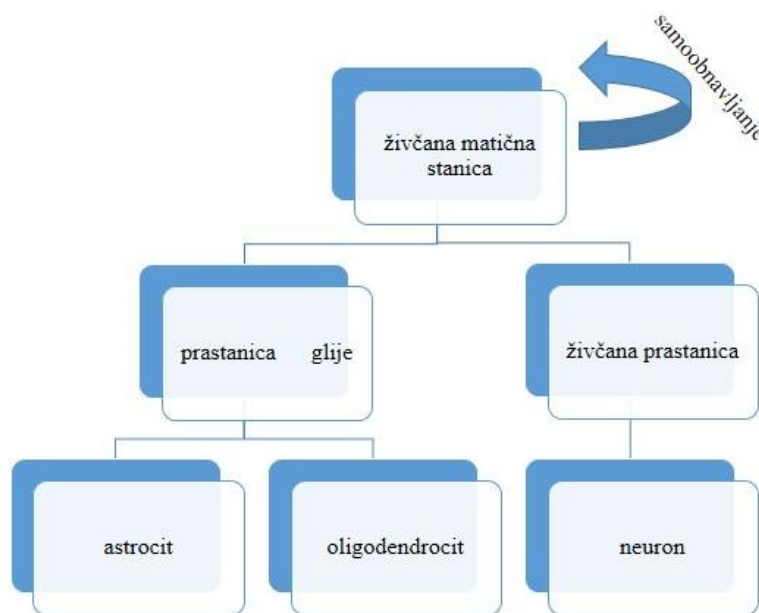 samoobnavljanje
živčana matična
stanica
prastanica glije
živčana prastanica
astrocit
oligodendrocit
neuron